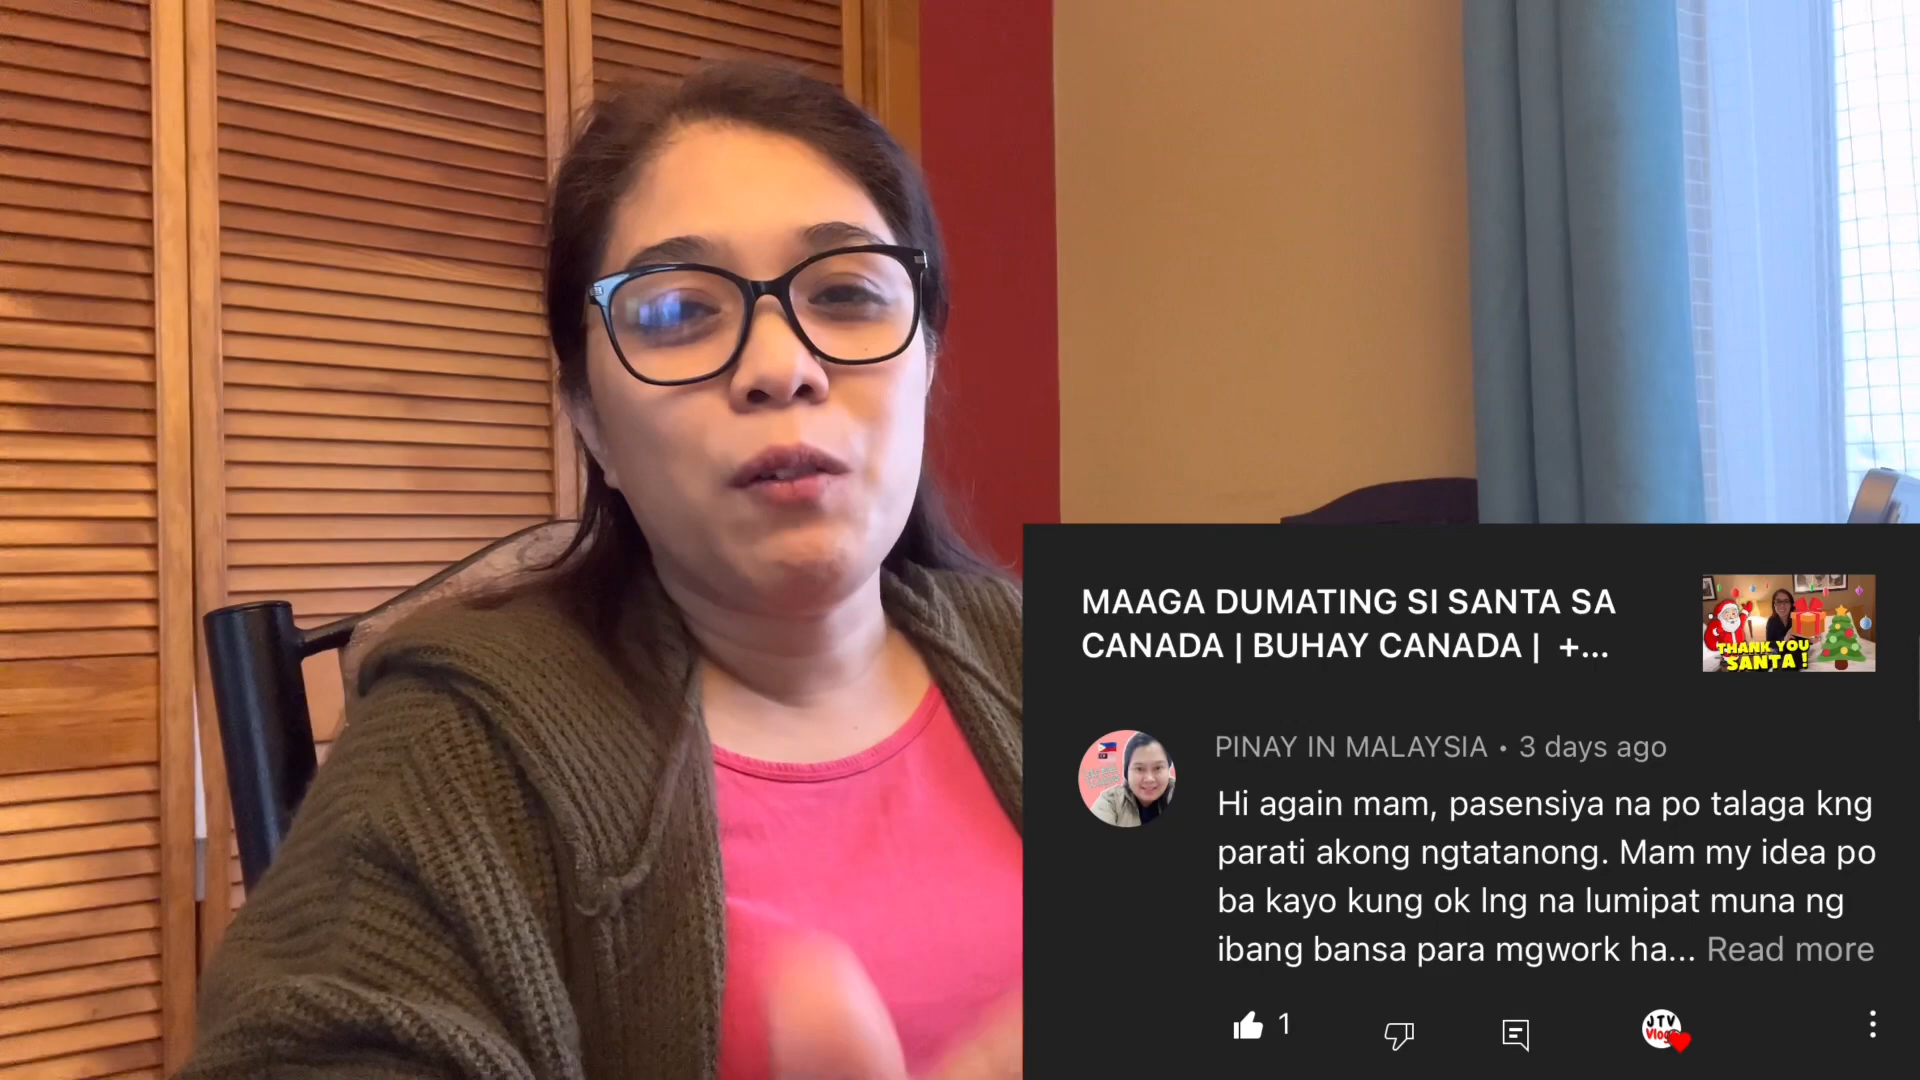 MAAGA DUMATING SI SANTA SA
CANADA | BUHAY CANADA | +...
THANK YOU
SANTA !
PINAY IN MALAYSIA • 3 days ago
Hi again mam, pasensiya na po talaga kng
parati akong ngtatanong. Mam my idea po
ba kayo kung ok lng na lumipat muna ng
ibang bansa para mgwork ha... Read more
1
JTV
Vlog